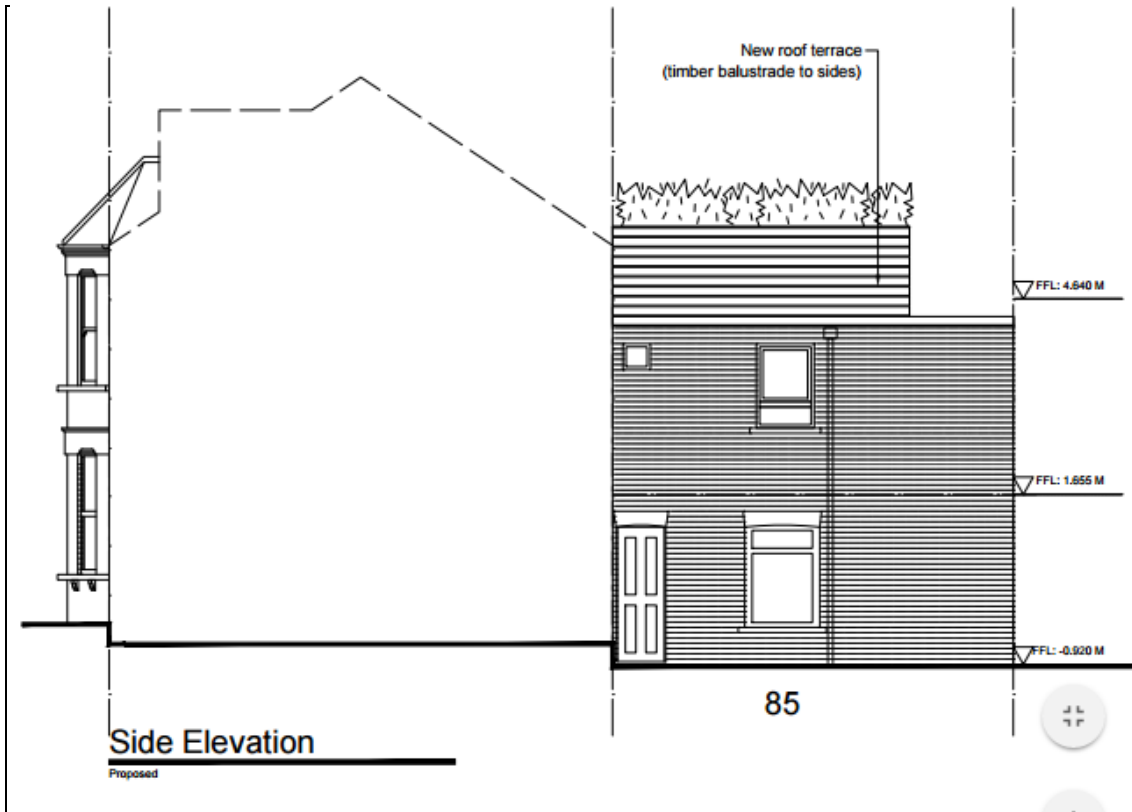 New roof terrace
(timber balustrade to sides)
FFL: 4.640 M
FFL: 1.655 M
FFL: -0.920 M
85
Side Elevation
Proposed